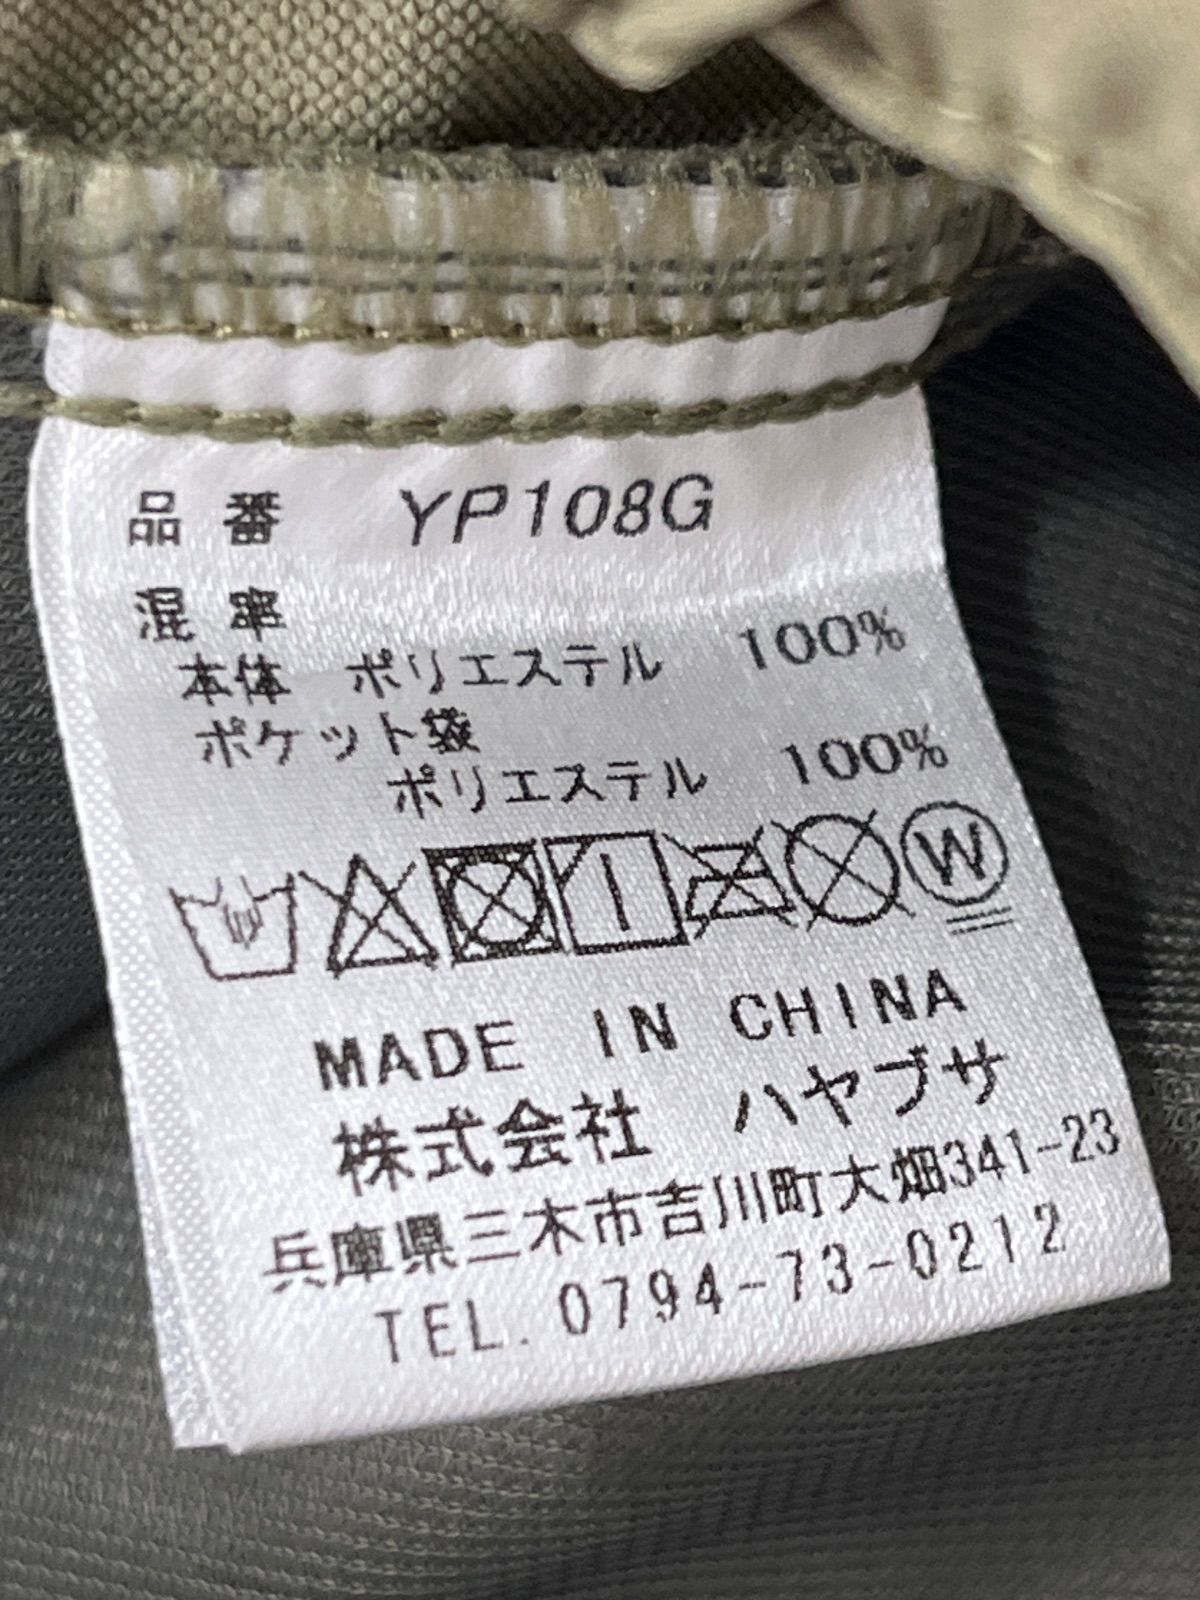 品番 YP108G
混率
本体 ポリエステル 100%
ポケット袋
ポリエステル 100%
W
MADE IN CHINA
株式会社 ハヤブサ
兵庫県三木市吉川町大畑341-23
TEL. 0794-73-0212